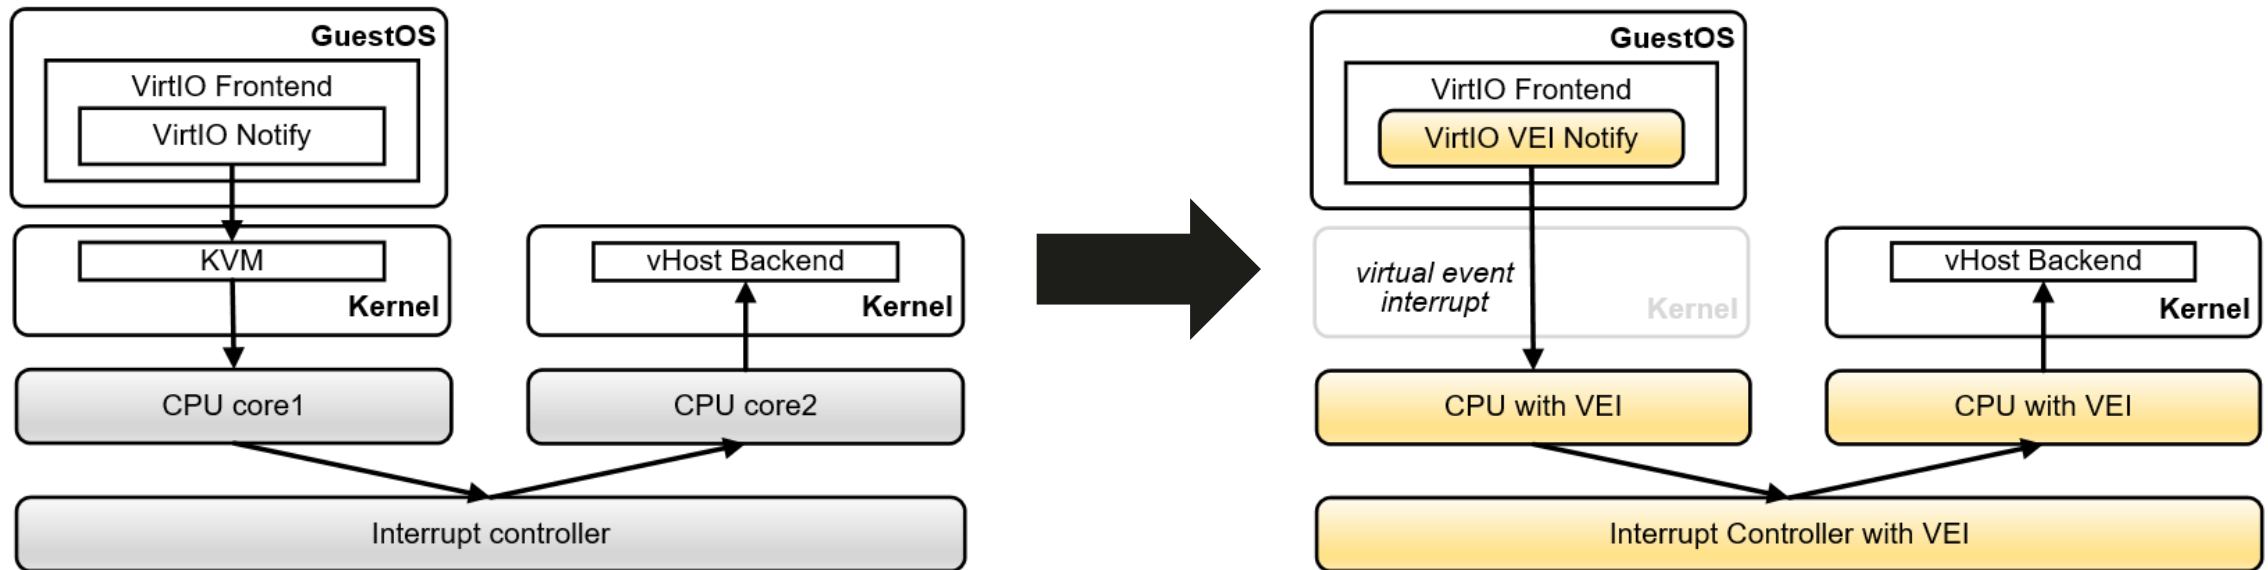 GuestOS
VirtIO Frontend
VirtIO Notify
KVM
Kernel
vHost Backend
Kernel
CPU core1
CPU core2
Interrupt controller
GuestOS
VirtIO Frontend
VirtIO VEI Notify
virtual event
interrupt
Kernel
vHost Backend
Kernel
CPU with VEI
CPU with VEI
Interrupt Controller with VEI